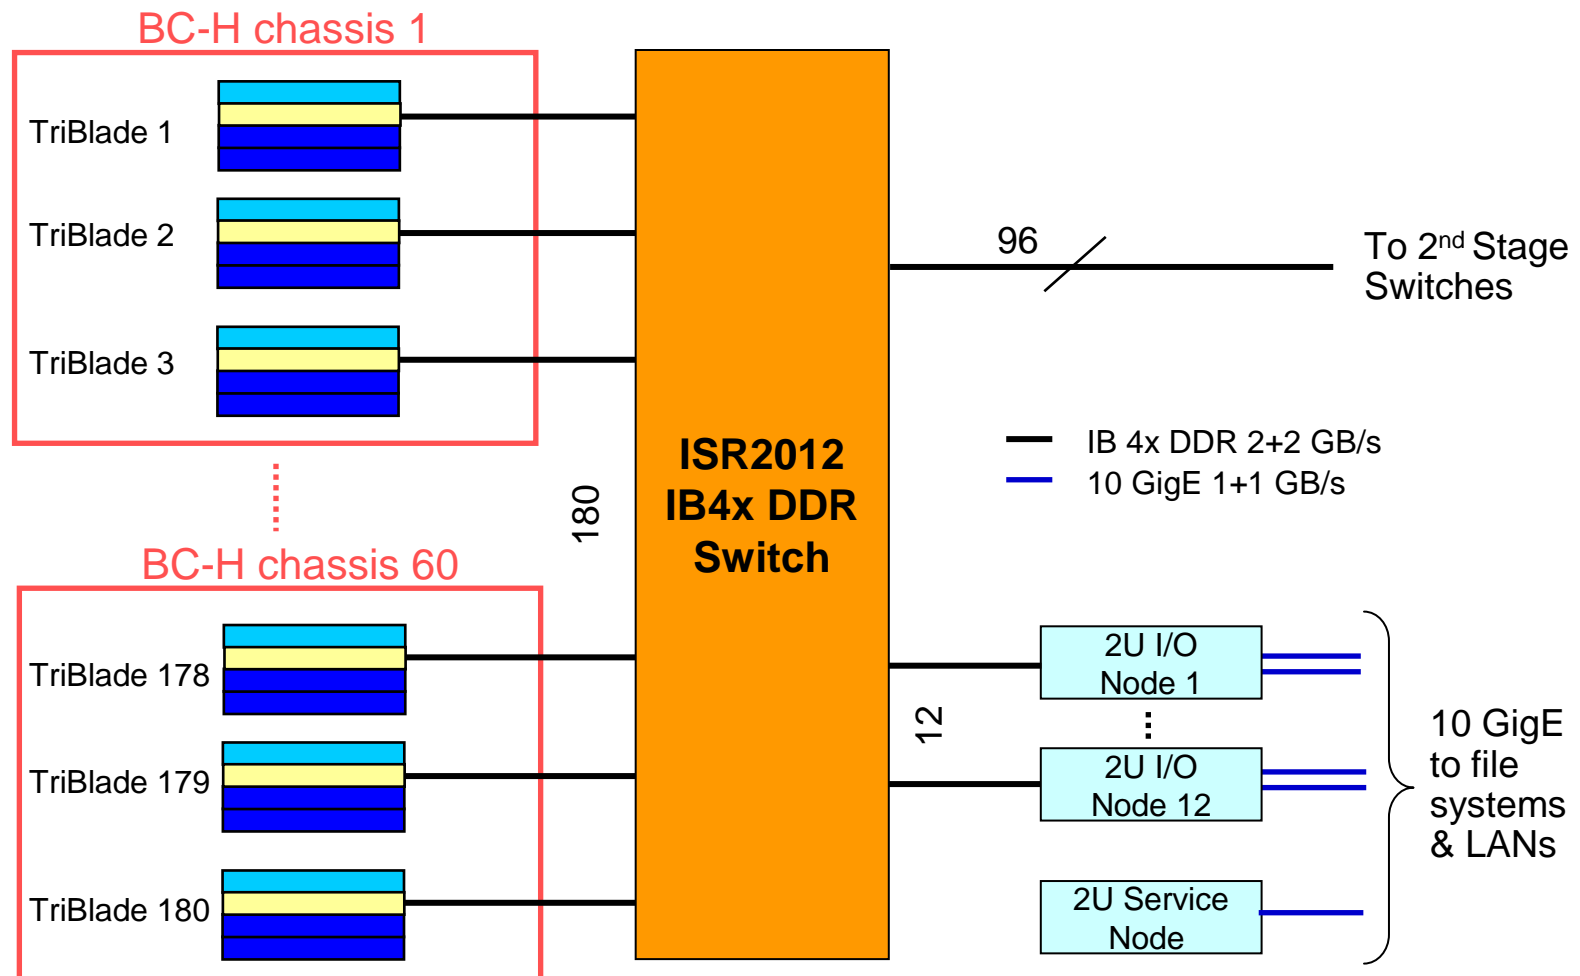 BC-H chassis 1
TriBlade 1
TriBlade 2
TriBlade 3
BC-H chassis 60
TriBlade 178
TriBlade 179
TriBlade 180
180
ISR2012
IB4x DDR
Switch
96
To 2nd Stage
Switches
IB 4x DDR 2+2 GB/s
10 GigE 1+1 GB/s
12
2U I/O
Node 1
2U I/O
Node 12
2U Service
Node
10 GigE
to file
systems
& LANs